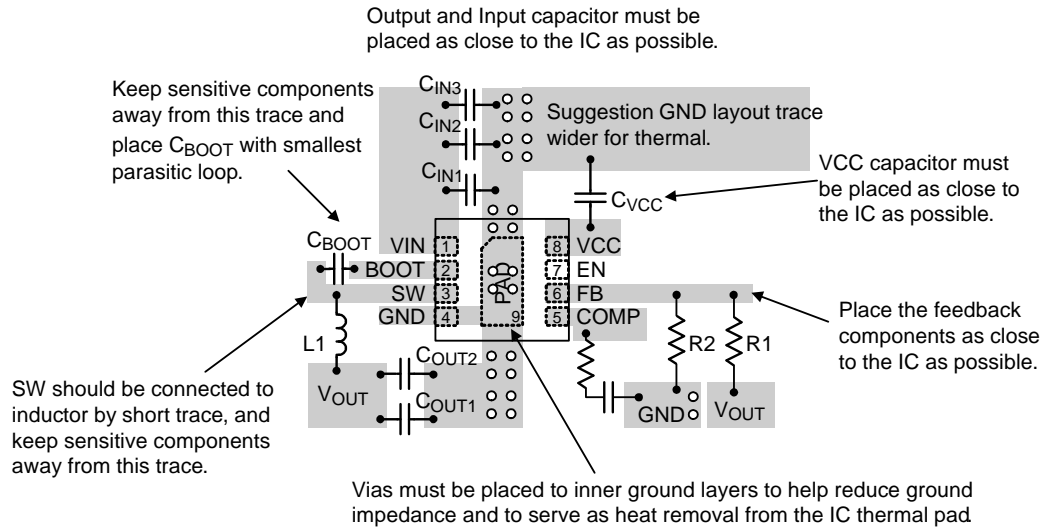 Output and Input capacitor must be
placed as close to the IC as possible.
Keep sensitive components
away from this trace and
place CBOOT with smallest
parasitic loop.
CIN3
CIN2
CIN1
Suggestion GND layout trace
wider for thermal.
VCC capacitor must
be placed as close to
the IC as possible.
CVCC
CBOOT
VIN 1
BOOT 2
SW 3
GND 4
PAD
9
8 VCC
7 EN
6 FB
5 COMP
L1
VOUT
COUT2
COUT1
R2
R1
GND
VOUT
Place the feedback
components as close
to the IC as possible.
SW should be connected to
inductor by short trace, and
keep sensitive components
away from this trace.
Vias must be placed to inner ground layers to help reduce ground
impedance and to serve as heat removal from the IC thermal pad.